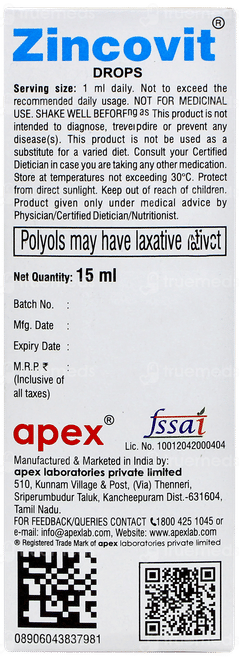 Zincovit®
DROPS
Serving size: 1 ml daily. Not to exceed the
recommended daily usage. NOT FOR MEDICINAL
USE. SHAKE WELL BEFORE as This product is not
intended to diagnose, or prevent any
disease(s). This product is not be used as a
substitute for a varied diet. Consult your Certified
Dietician in case you are taking any other medication.
Store at temperatures not exceeding 30°C. Protect
from direct sunlight. Keep out of reach of children.
Product given only under medical advice by
Physician/Certified Dietician/Nutritionist.
Polyols may have laxative
Net Quantity: 15 ml
Batch No. :
Mfg. Date :
Expiry Date :
M.R.P. ₹ :
(Inclusive of
all taxes)
apex®
fssai
Lic. No. 10012042000404
Manufactured & Marketed in India by:
apex laboratories private limited
510, Kunnam Village & Post, (Via) Thenneri,
Sriperumbudur Taluk, Kancheepuram Dist.-631604,
Tamil Nadu.
FOR FEEDBACK/QUERIES CONTACT 1800 425 1045 or
e-mail: info@apexlab.com, Website: www.apexlab.com
® Registered Trade Mark of apex laboratories private limited
08906043837981